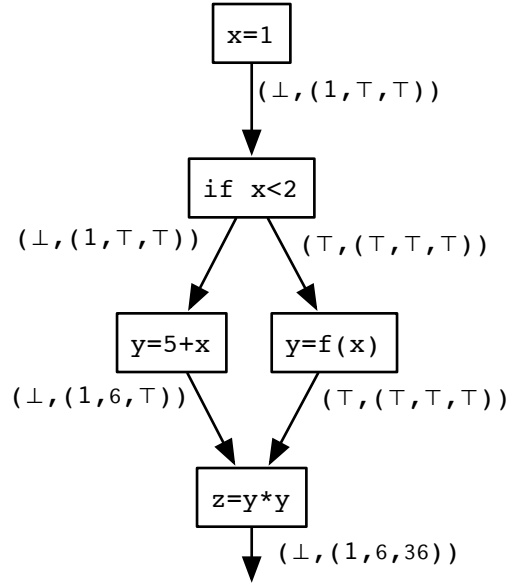 x=1
(⊥,(1,⊤,⊤))
if x<2
(⊥,(1,⊤,⊤))
(⊤,(⊤,⊤,⊤))
y=5+x
y=f(x)
(⊥,(1,6,⊤))
(⊤,(⊤,⊤,⊤))
z=y*y
(⊥,(1,6,36))